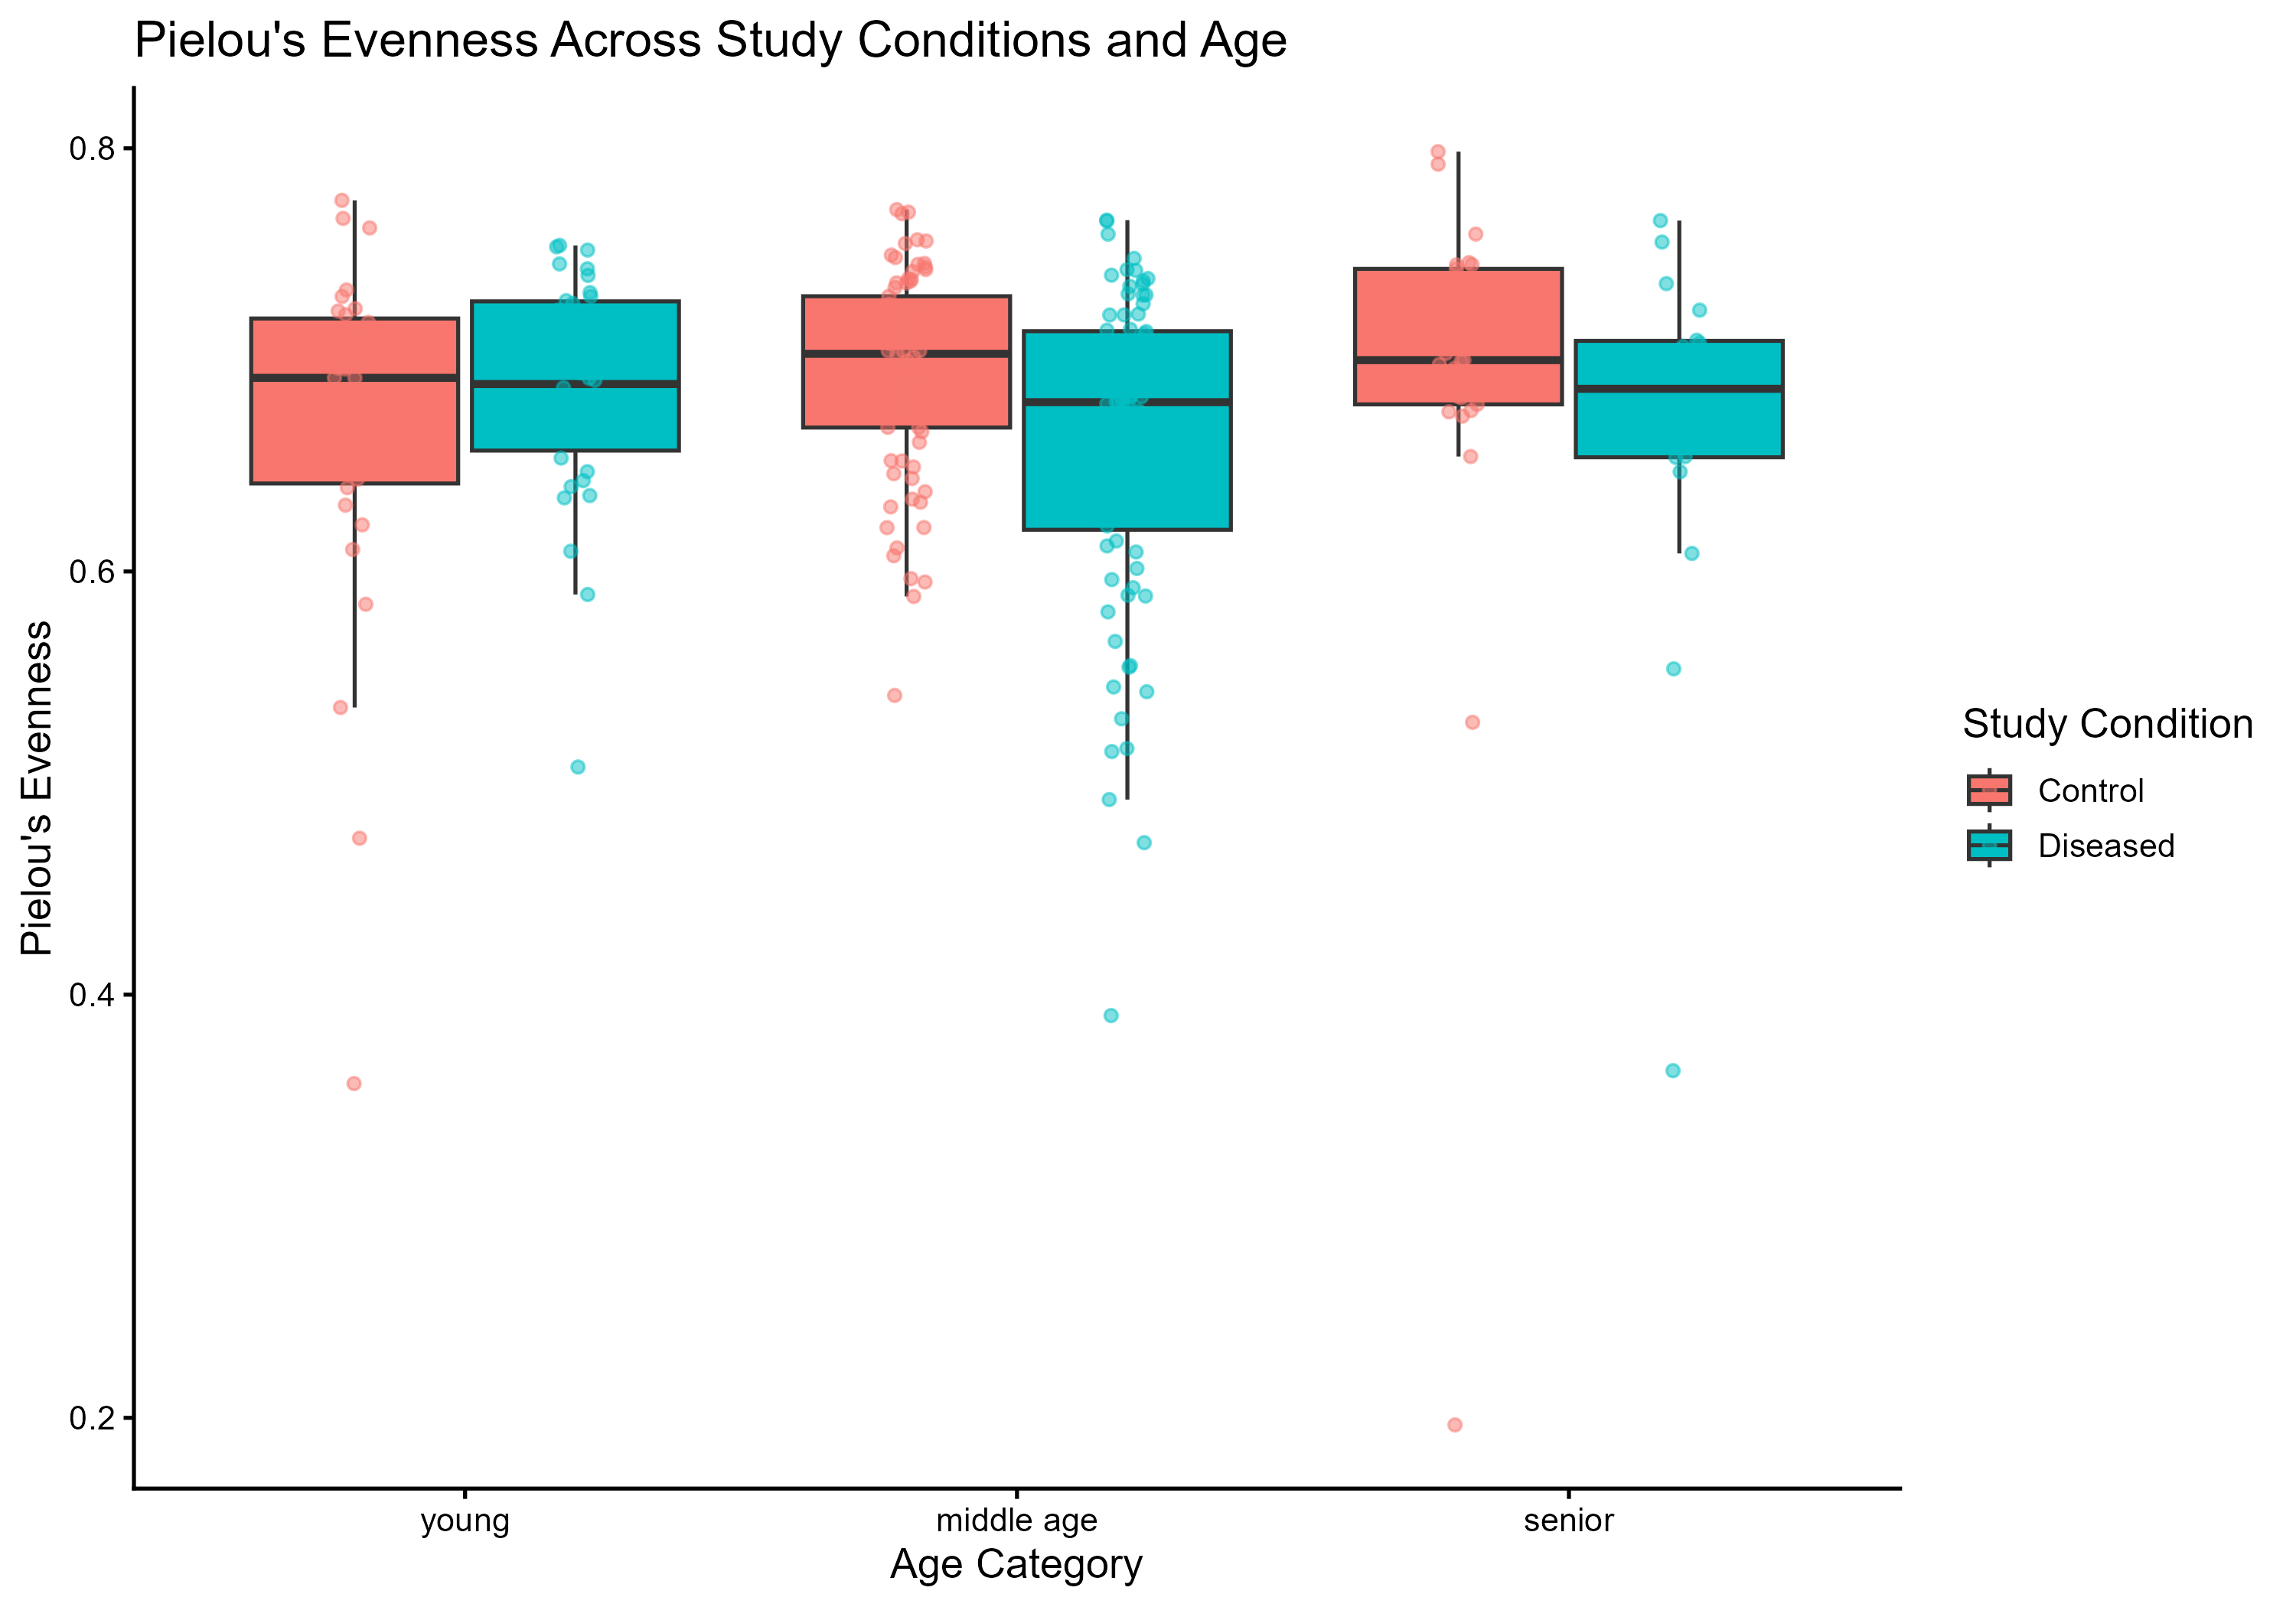 Pielou's Evenness Across Study Conditions and Age
Pielou's Evenness
0.8
0.6
0.4
0.2
young
middle age
senior
Age Category
Study Condition
Control
Diseased